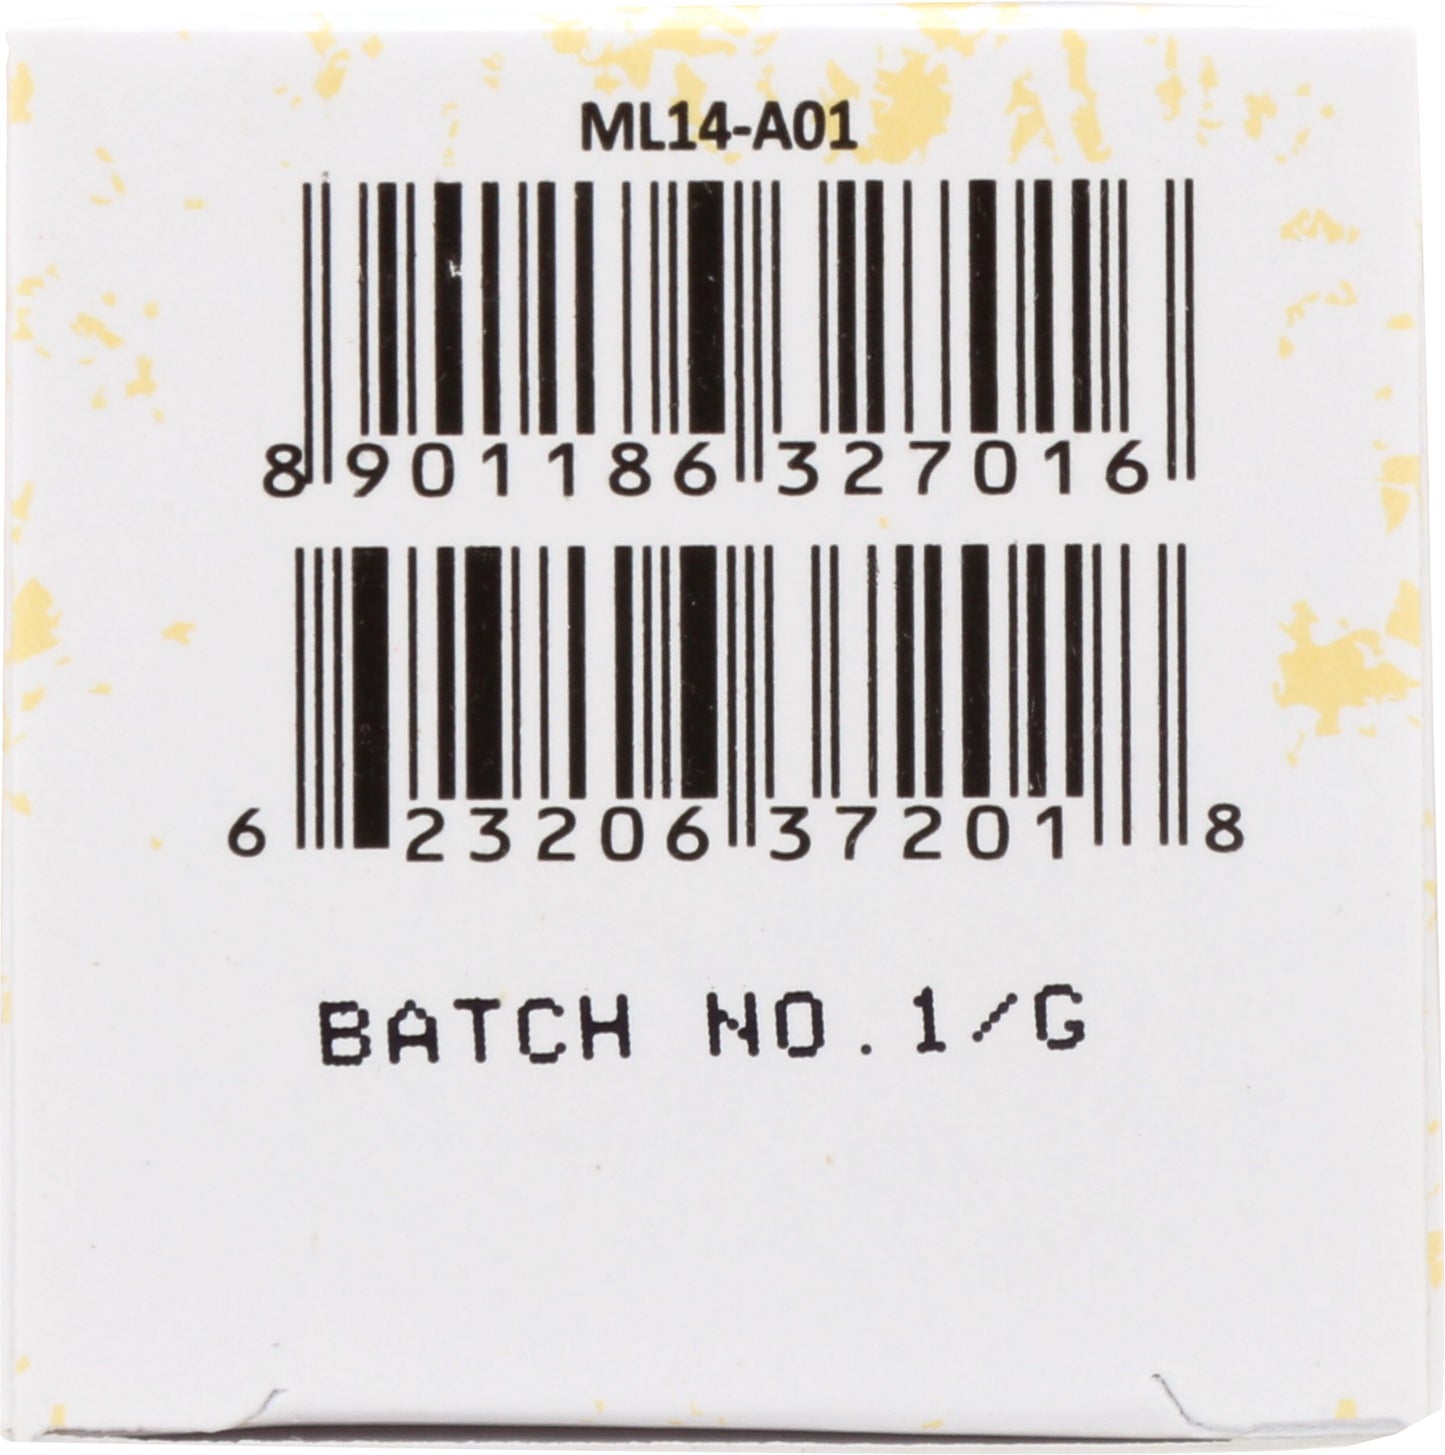 ML14-A01
8 901186 327016
6 23206 37201 8
BATCH NO.1/G